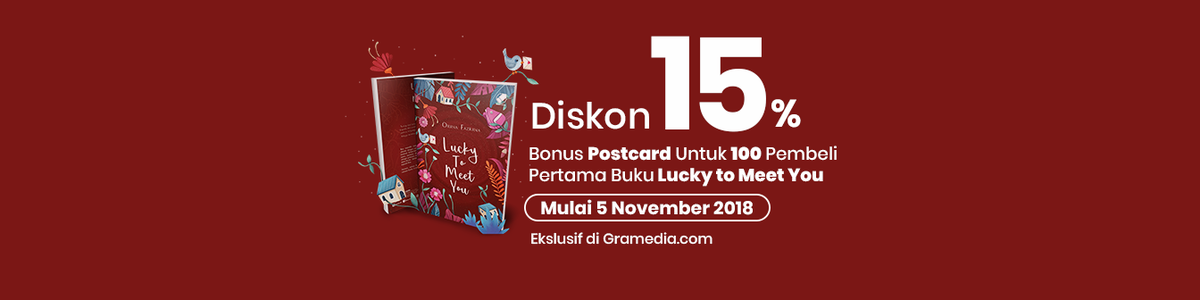 Lucky
To
Meet
You
Diskon 15%
Bonus Postcard Untuk 100 Pembeli
Pertama Buku Lucky to Meet You
Mulai 5 November 2018
Ekslusif di Gramedia.com